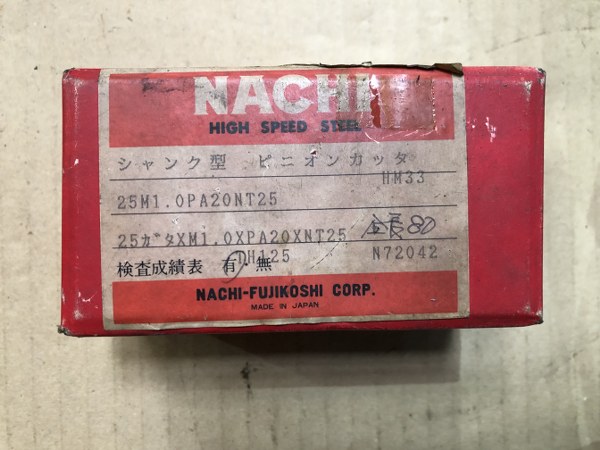 NACHI
HIGH SPEED STEEL
シャンク型 ピニオンカッタ
HM33
25M1.0PA20NT25
25ガタXM1.0XPA20XNT25 全長80
DH125 N72042
検査成績表 有・無
NACHI-FUJIKOSHI CORP.
MADE IN JAPAN